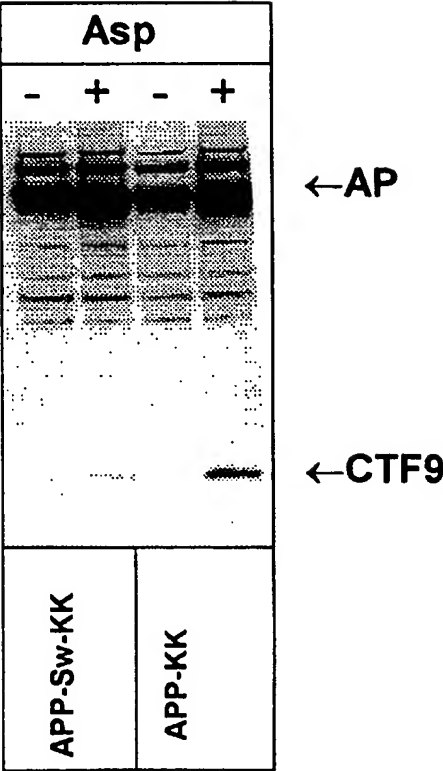 Asp
- + - +
←AP
←CTF9
APP-Sw-KK
APP-KK